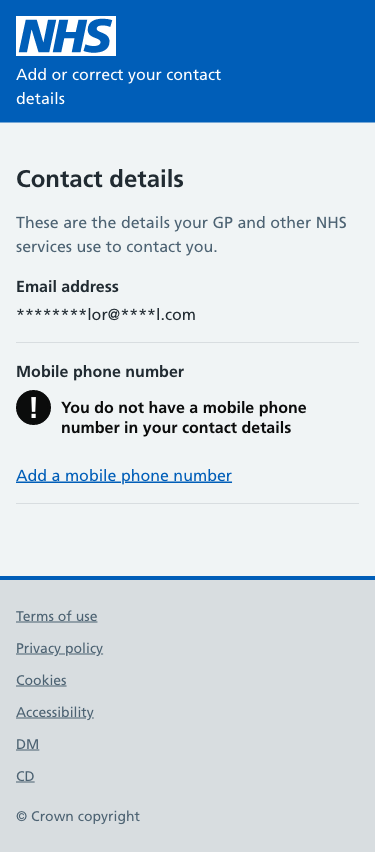 NHS
Add or correct your contact
details
Contact details
These are the details your GP and other NHS
services use to contact you.
Email address
********lor@****l.com
Mobile phone number
!
You do not have a mobile phone
number in your contact details
Add a mobile phone number
Terms of use
Privacy policy
Cookies
Accessibility
DM
CD
© Crown copyright